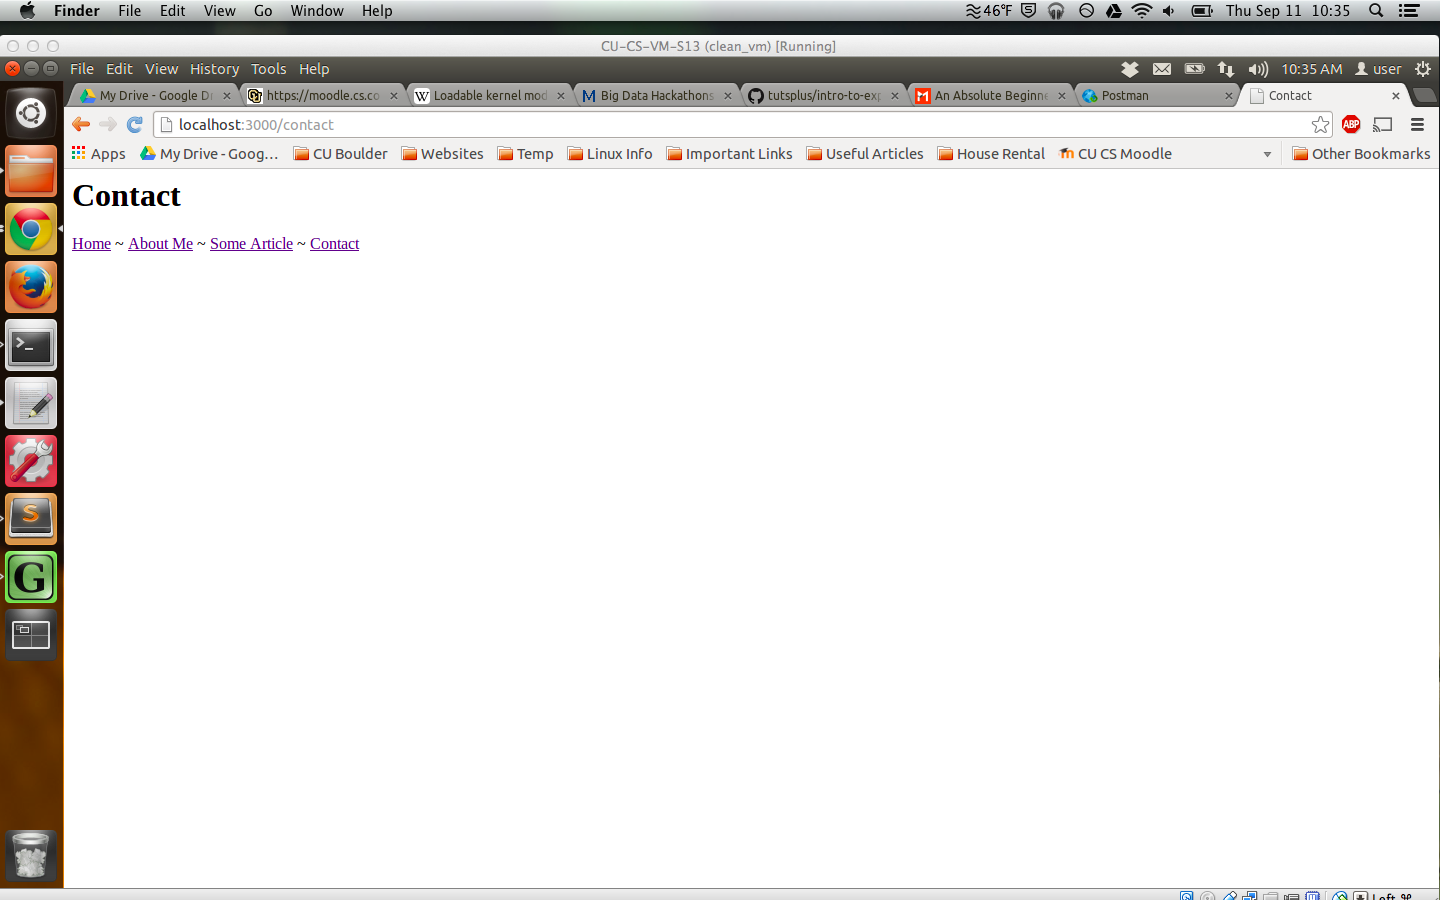 Finder File Edit View Go Window Help 46°F Thu Sep 11 10:35
CU-CS-VM-S13 (clean_vm) [Running]
File Edit View History Tools Help 10:35 AM user
My Drive - Google Dr https://moodle.cs.co Loadable kernel mod Big Data Hackathons tutsplus/intro-to-exp An Absolute Beginne Postman Contact
localhost:3000/contact ABP
Apps My Drive - Goog... CU Boulder Websites Temp Linux Info Important Links Useful Articles House Rental CU CS Moodle Other Bookmarks
Contact
Home ~ About Me ~ Some Article ~ Contact
Left ⌘